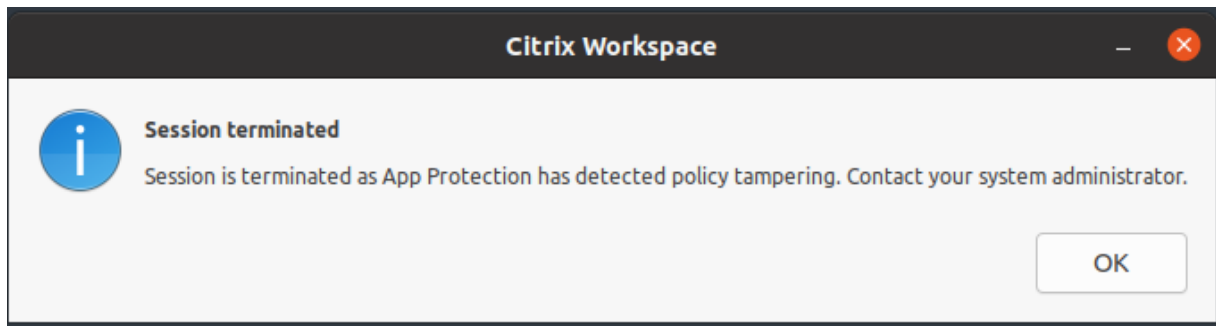 Citrix Workspace
Session terminated
Session is terminated as App Protection has detected policy tampering. Contact your system administrator.
OK